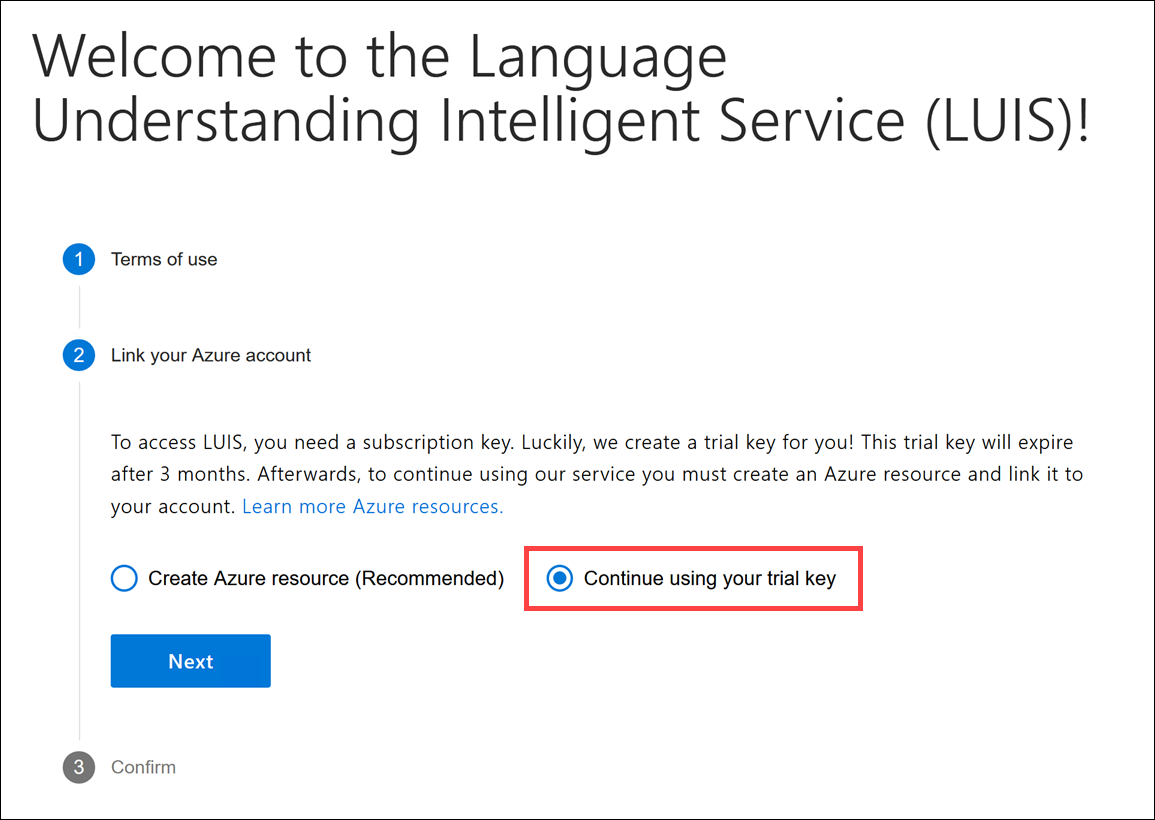 Welcome to the Language
Understanding Intelligent Service (LUIS)!
1 Terms of use
2 Link your Azure account
To access LUIS, you need a subscription key. Luckily, we create a trial key for you! This trial key will expire
after 3 months. Afterwards, to continue using our service you must create an Azure resource and link it to
your account. Learn more Azure resources.
Create Azure resource (Recommended) Continue using your trial key
Next
3 Confirm